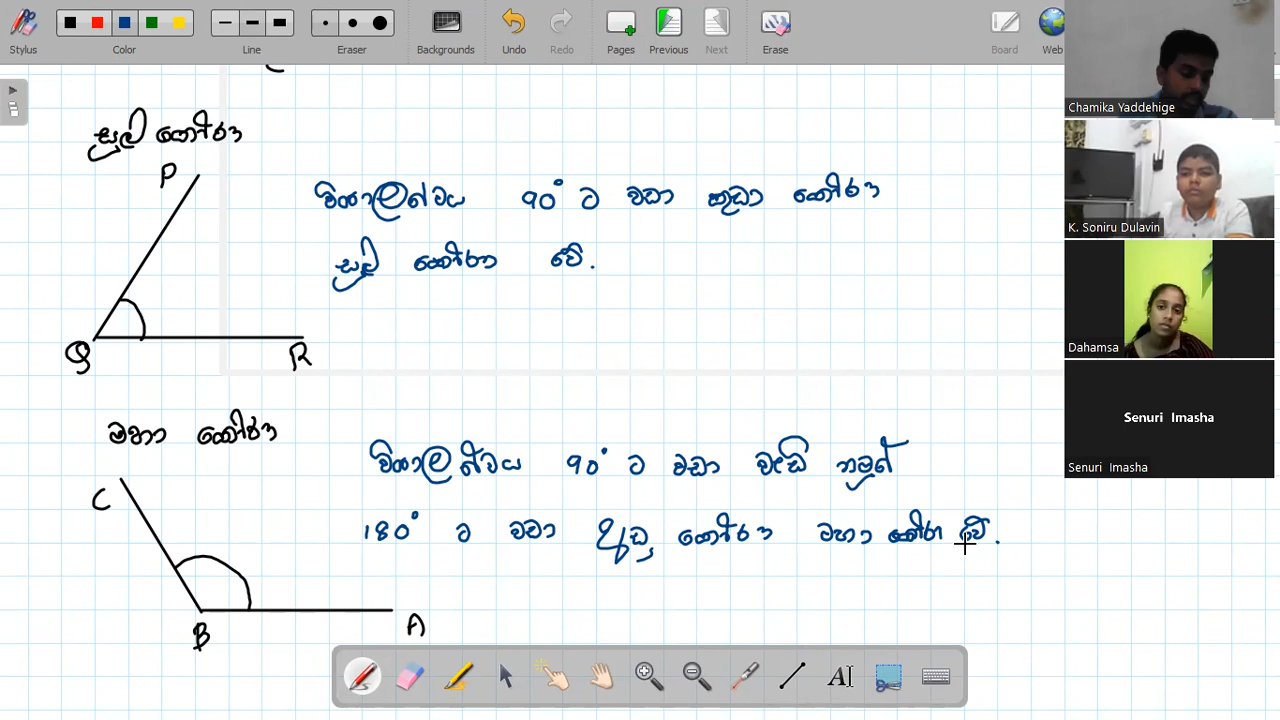 Stylus
Color
Line
Eraser
Backgrounds
Undo
Redo
Pages
Previous
Next
Erase
Board
Web
Chamika Yaddehige
K. Soniru Dulavin
Dahamsa
Senuri Imasha
Senuri Imasha
සුළු කෝණ
P
Q
R
විශාලත්වය 90° ට වඩා කුඩා කෝණ
සුළු කෝණ වේ.
මහා කෝණ
C
B
A
විශාලත්වය 90° ට වඩා වැඩි නමුත්
180° ට වඩා අඩු කෝණ මහා කෝණ වේ.
AI